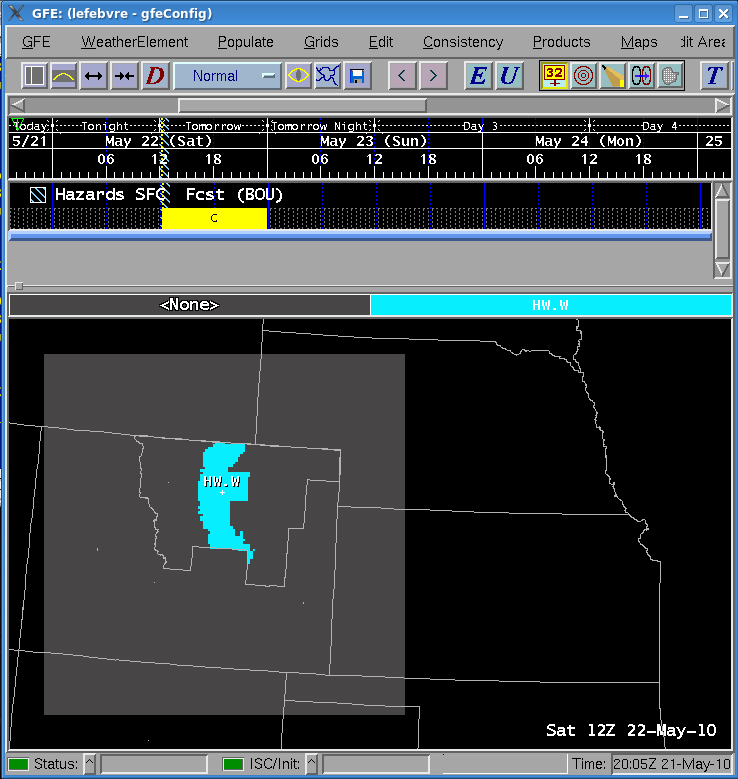 GFE: (lefebvre - gfeConfig)
GFE WeatherElement Populate Grids Edit Consistency Products Maps dit Area
D Normal < > E U 32 T
Today Tonight Tomorrow Tomorrow Night Day 3 Day 4
5/21 May 22 (Sat) May 23 (Sun) May 24 (Mon) 25
06 12 18 06 12 18 06 12 18
Hazards SFC Fcst (BOU)
C
<None> HW.W
HW.W
Sat 12Z 22-May-10
Status: ISC/Init: Time: 20:05Z 21-May-10